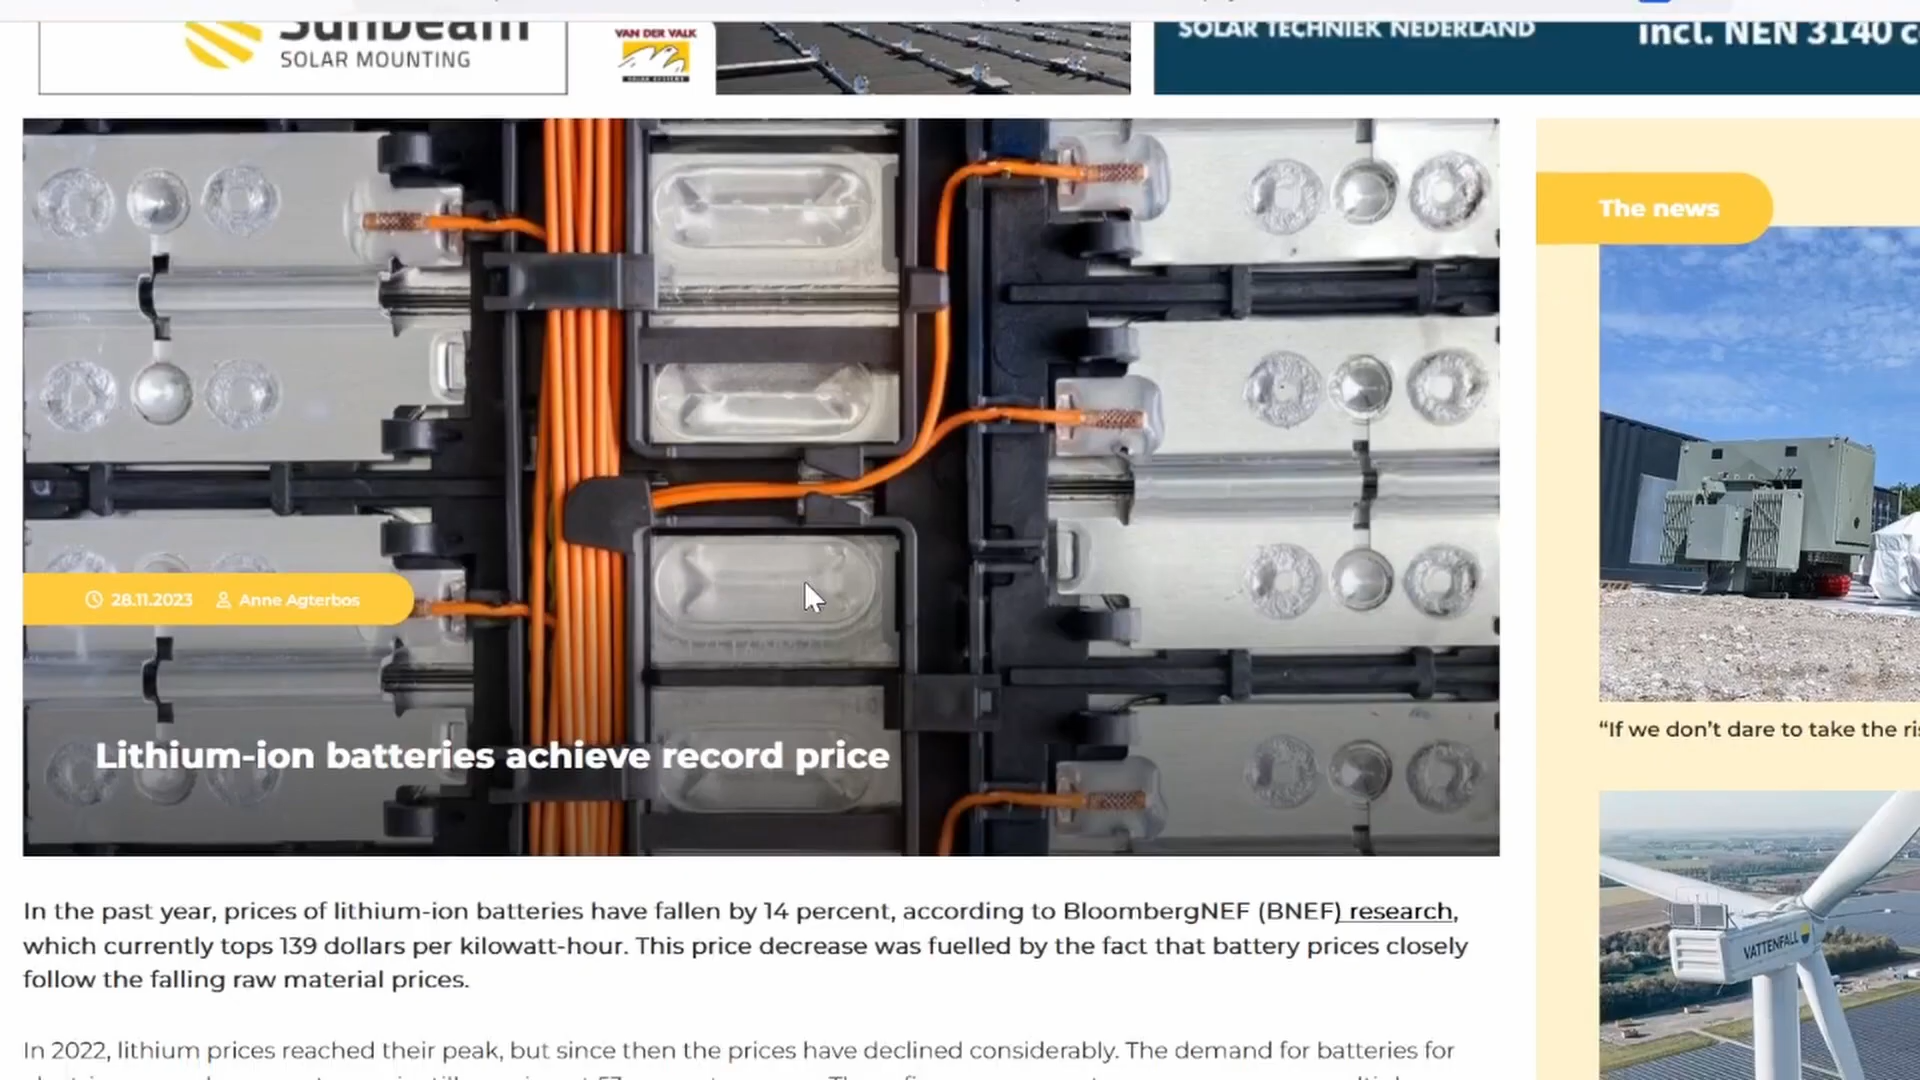 Sunbeam
SOLAR MOUNTING
VAN DER VALK
SOLAR TECHNIEK NEDERLAND
incl. NEN 3140 c
The news
28.11.2023 Anne Agterbos
Lithium-ion batteries achieve record price
“If we don’t dare to take the ris
VATTENFALL
In the past year, prices of lithium-ion batteries have fallen by 14 percent, according to BloombergNEF (BNEF) research,
which currently tops 139 dollars per kilowatt-hour. This price decrease was fuelled by the fact that battery prices closely
follow the falling raw material prices.
In 2022, lithium prices reached their peak, but since then the prices have declined considerably. The demand for batteries for